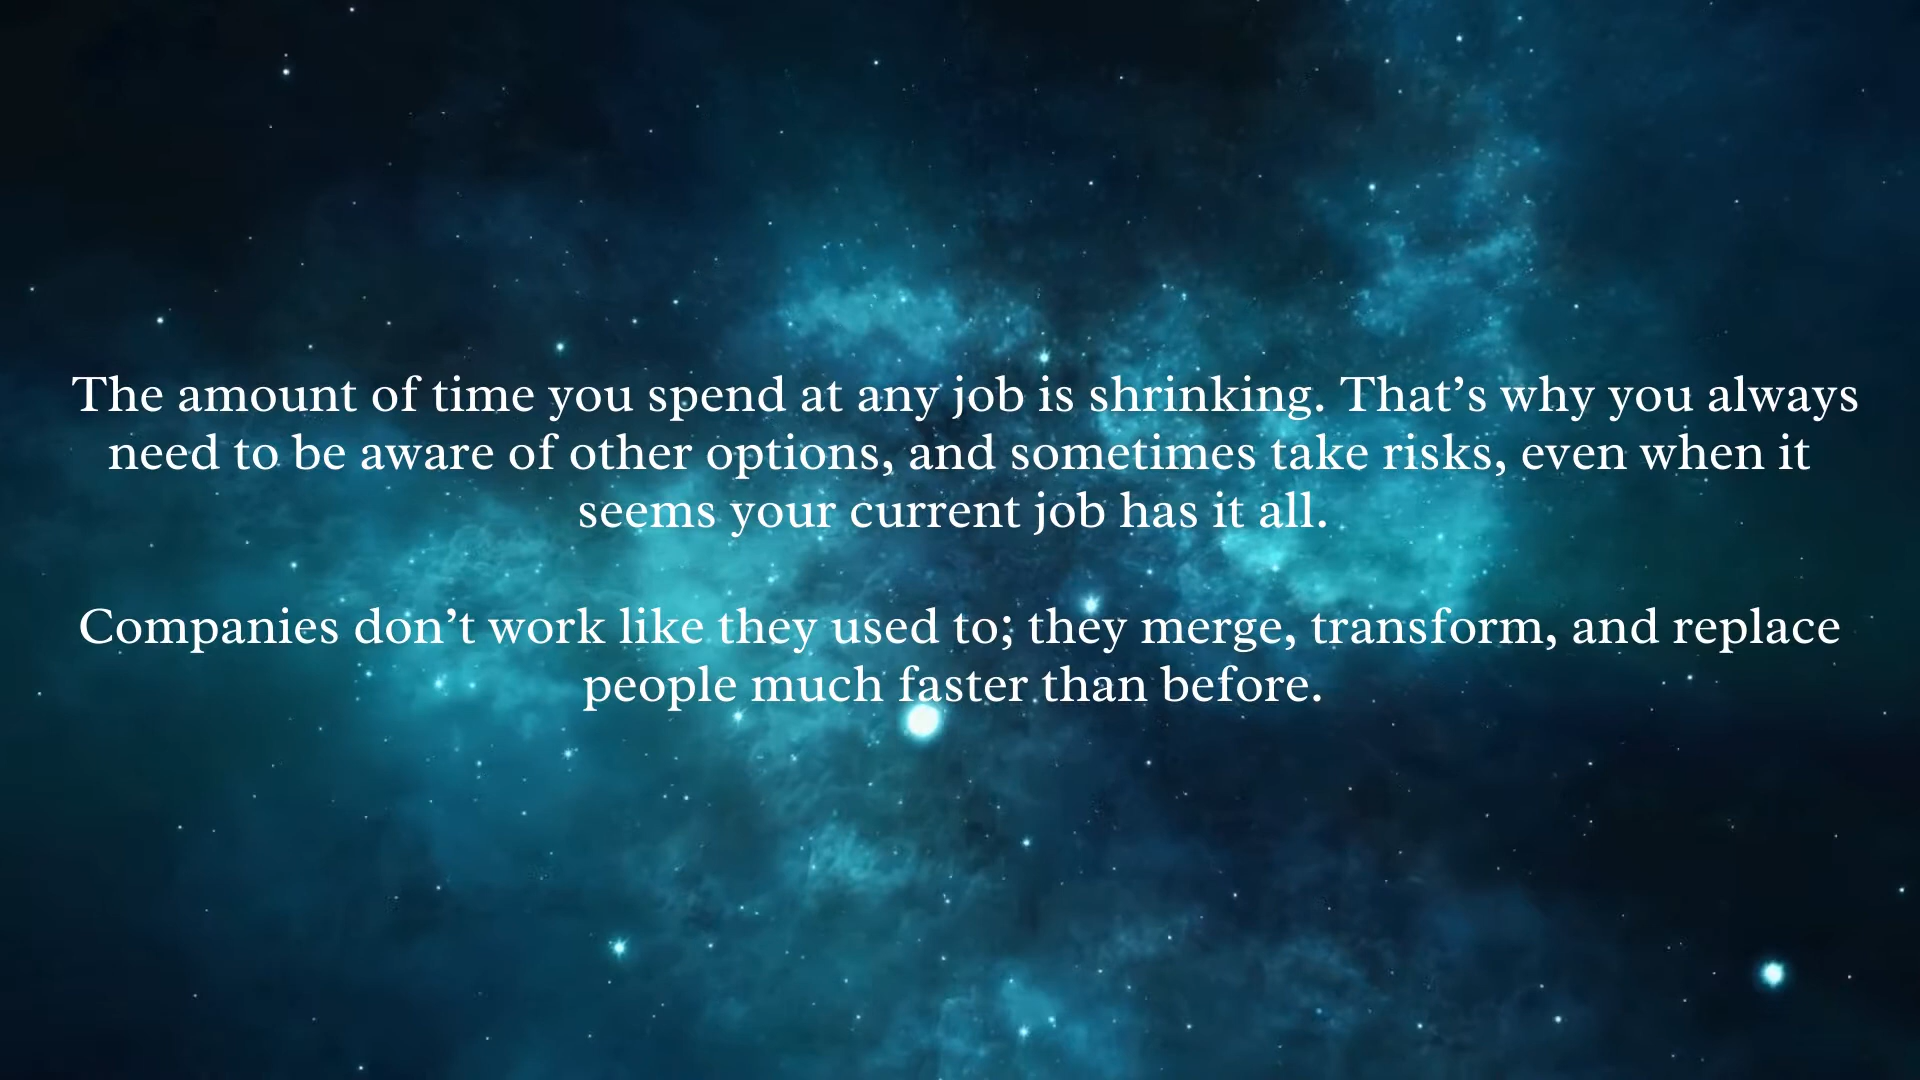 The amount of time you spend at any job is shrinking. That’s why you always
need to be aware of other options, and sometimes take risks, even when it
seems your current job has it all.
Companies don’t work like they used to; they merge, transform, and replace
people much faster than before.